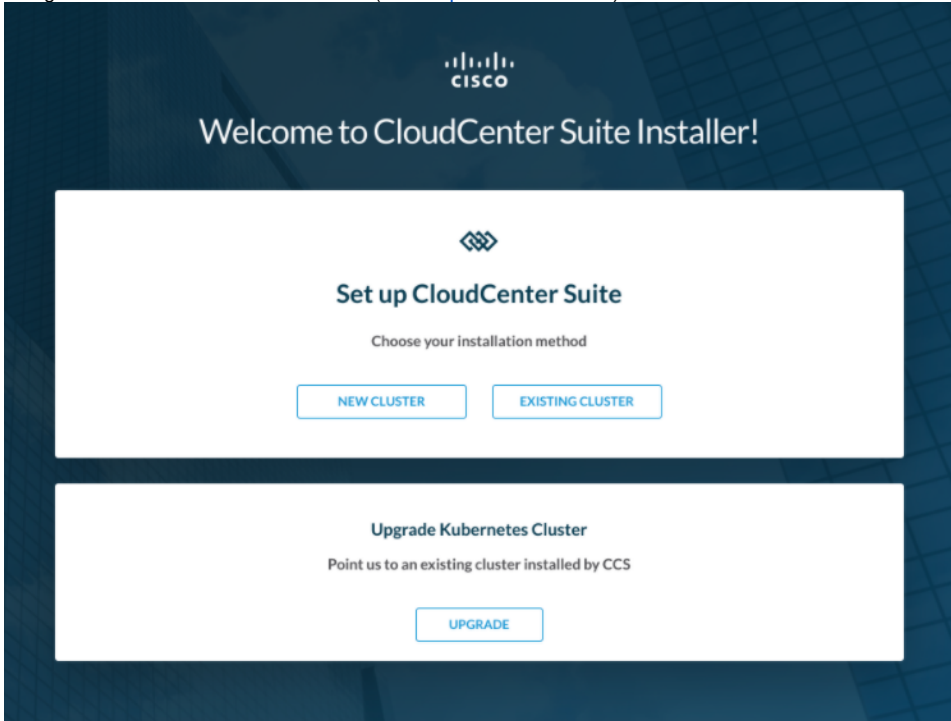 CISCO
Welcome to CloudCenter Suite Installer!
Set up CloudCenter Suite
Choose your installation method
NEW CLUSTER
EXISTING CLUSTER
Upgrade Kubernetes Cluster
Point us to an existing cluster installed by CCS
UPGRADE